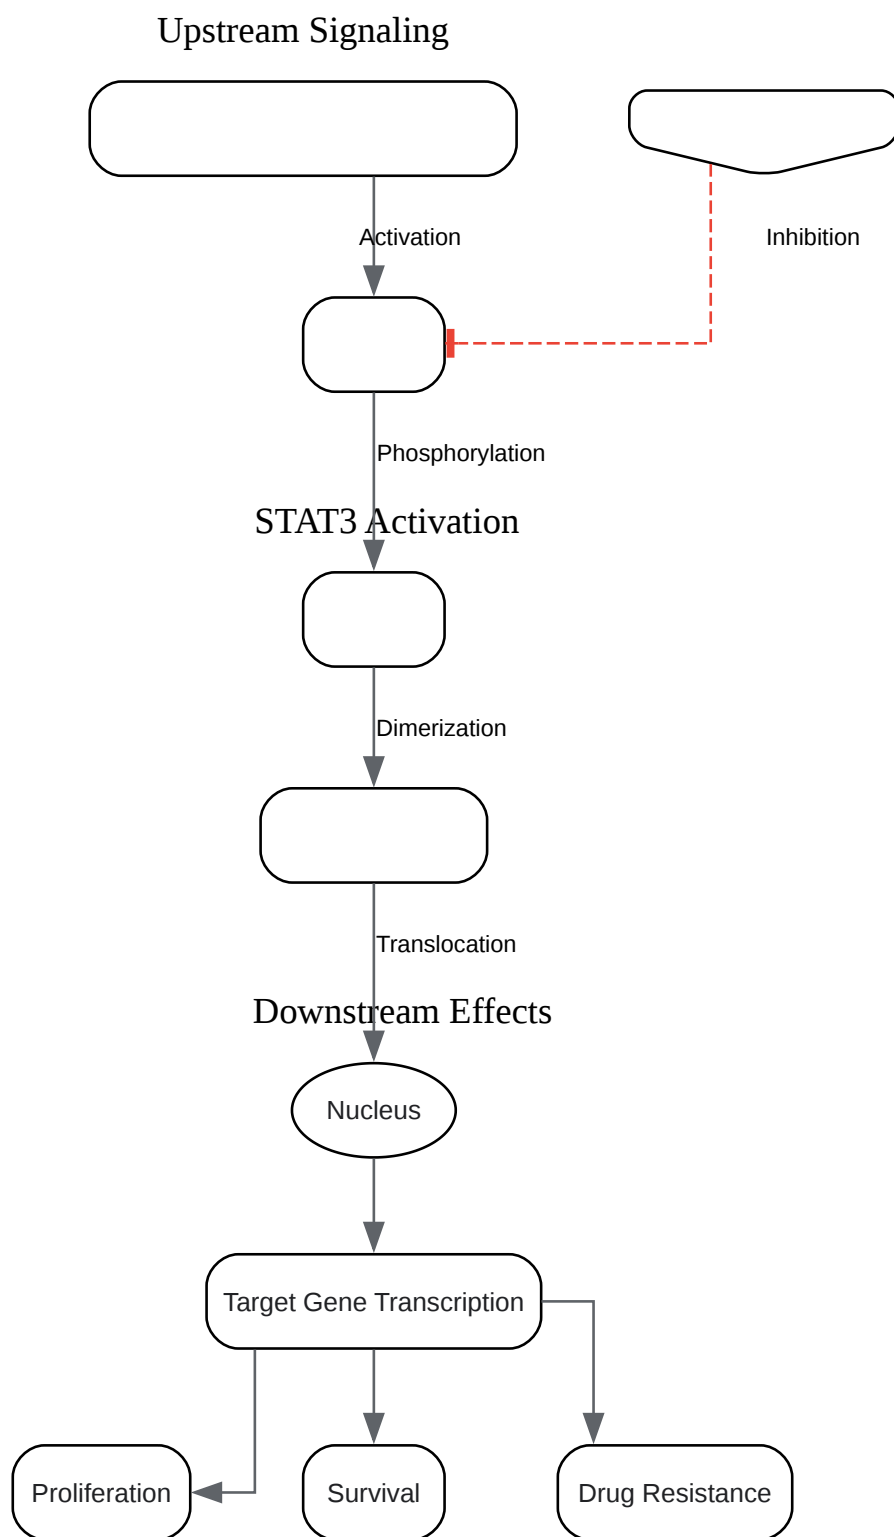 Upstream Signaling
Activation
Inhibition
Phosphorylation
STAT3 Activation
Dimerization
Translocation
Downstream Effects
Nucleus
Target Gene Transcription
Proliferation
Survival
Drug Resistance